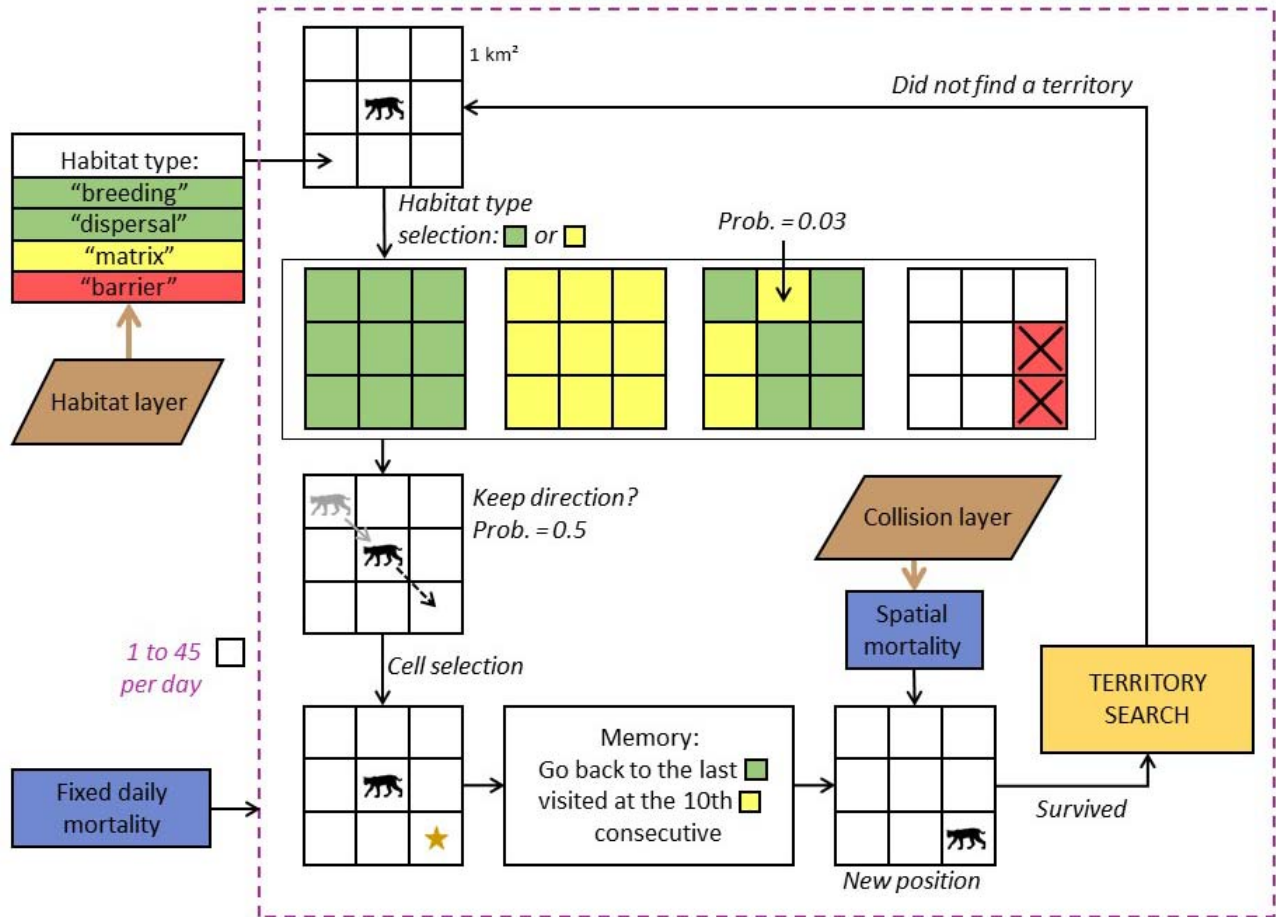 1 km²
Did not find a territory
Habitat type:
“breeding”
“dispersal”
“matrix”
“barrier”
Habitat type
selection: or
Prob. = 0.03
Habitat layer
Keep direction?
Prob. = 0.5
Collision layer
Spatial
mortality
1 to 45
per day
Cell selection
TERRITORY
SEARCH
Memory:
Go back to the last
visited at the 10th
consecutive
Fixed daily
mortality
Survived
New position